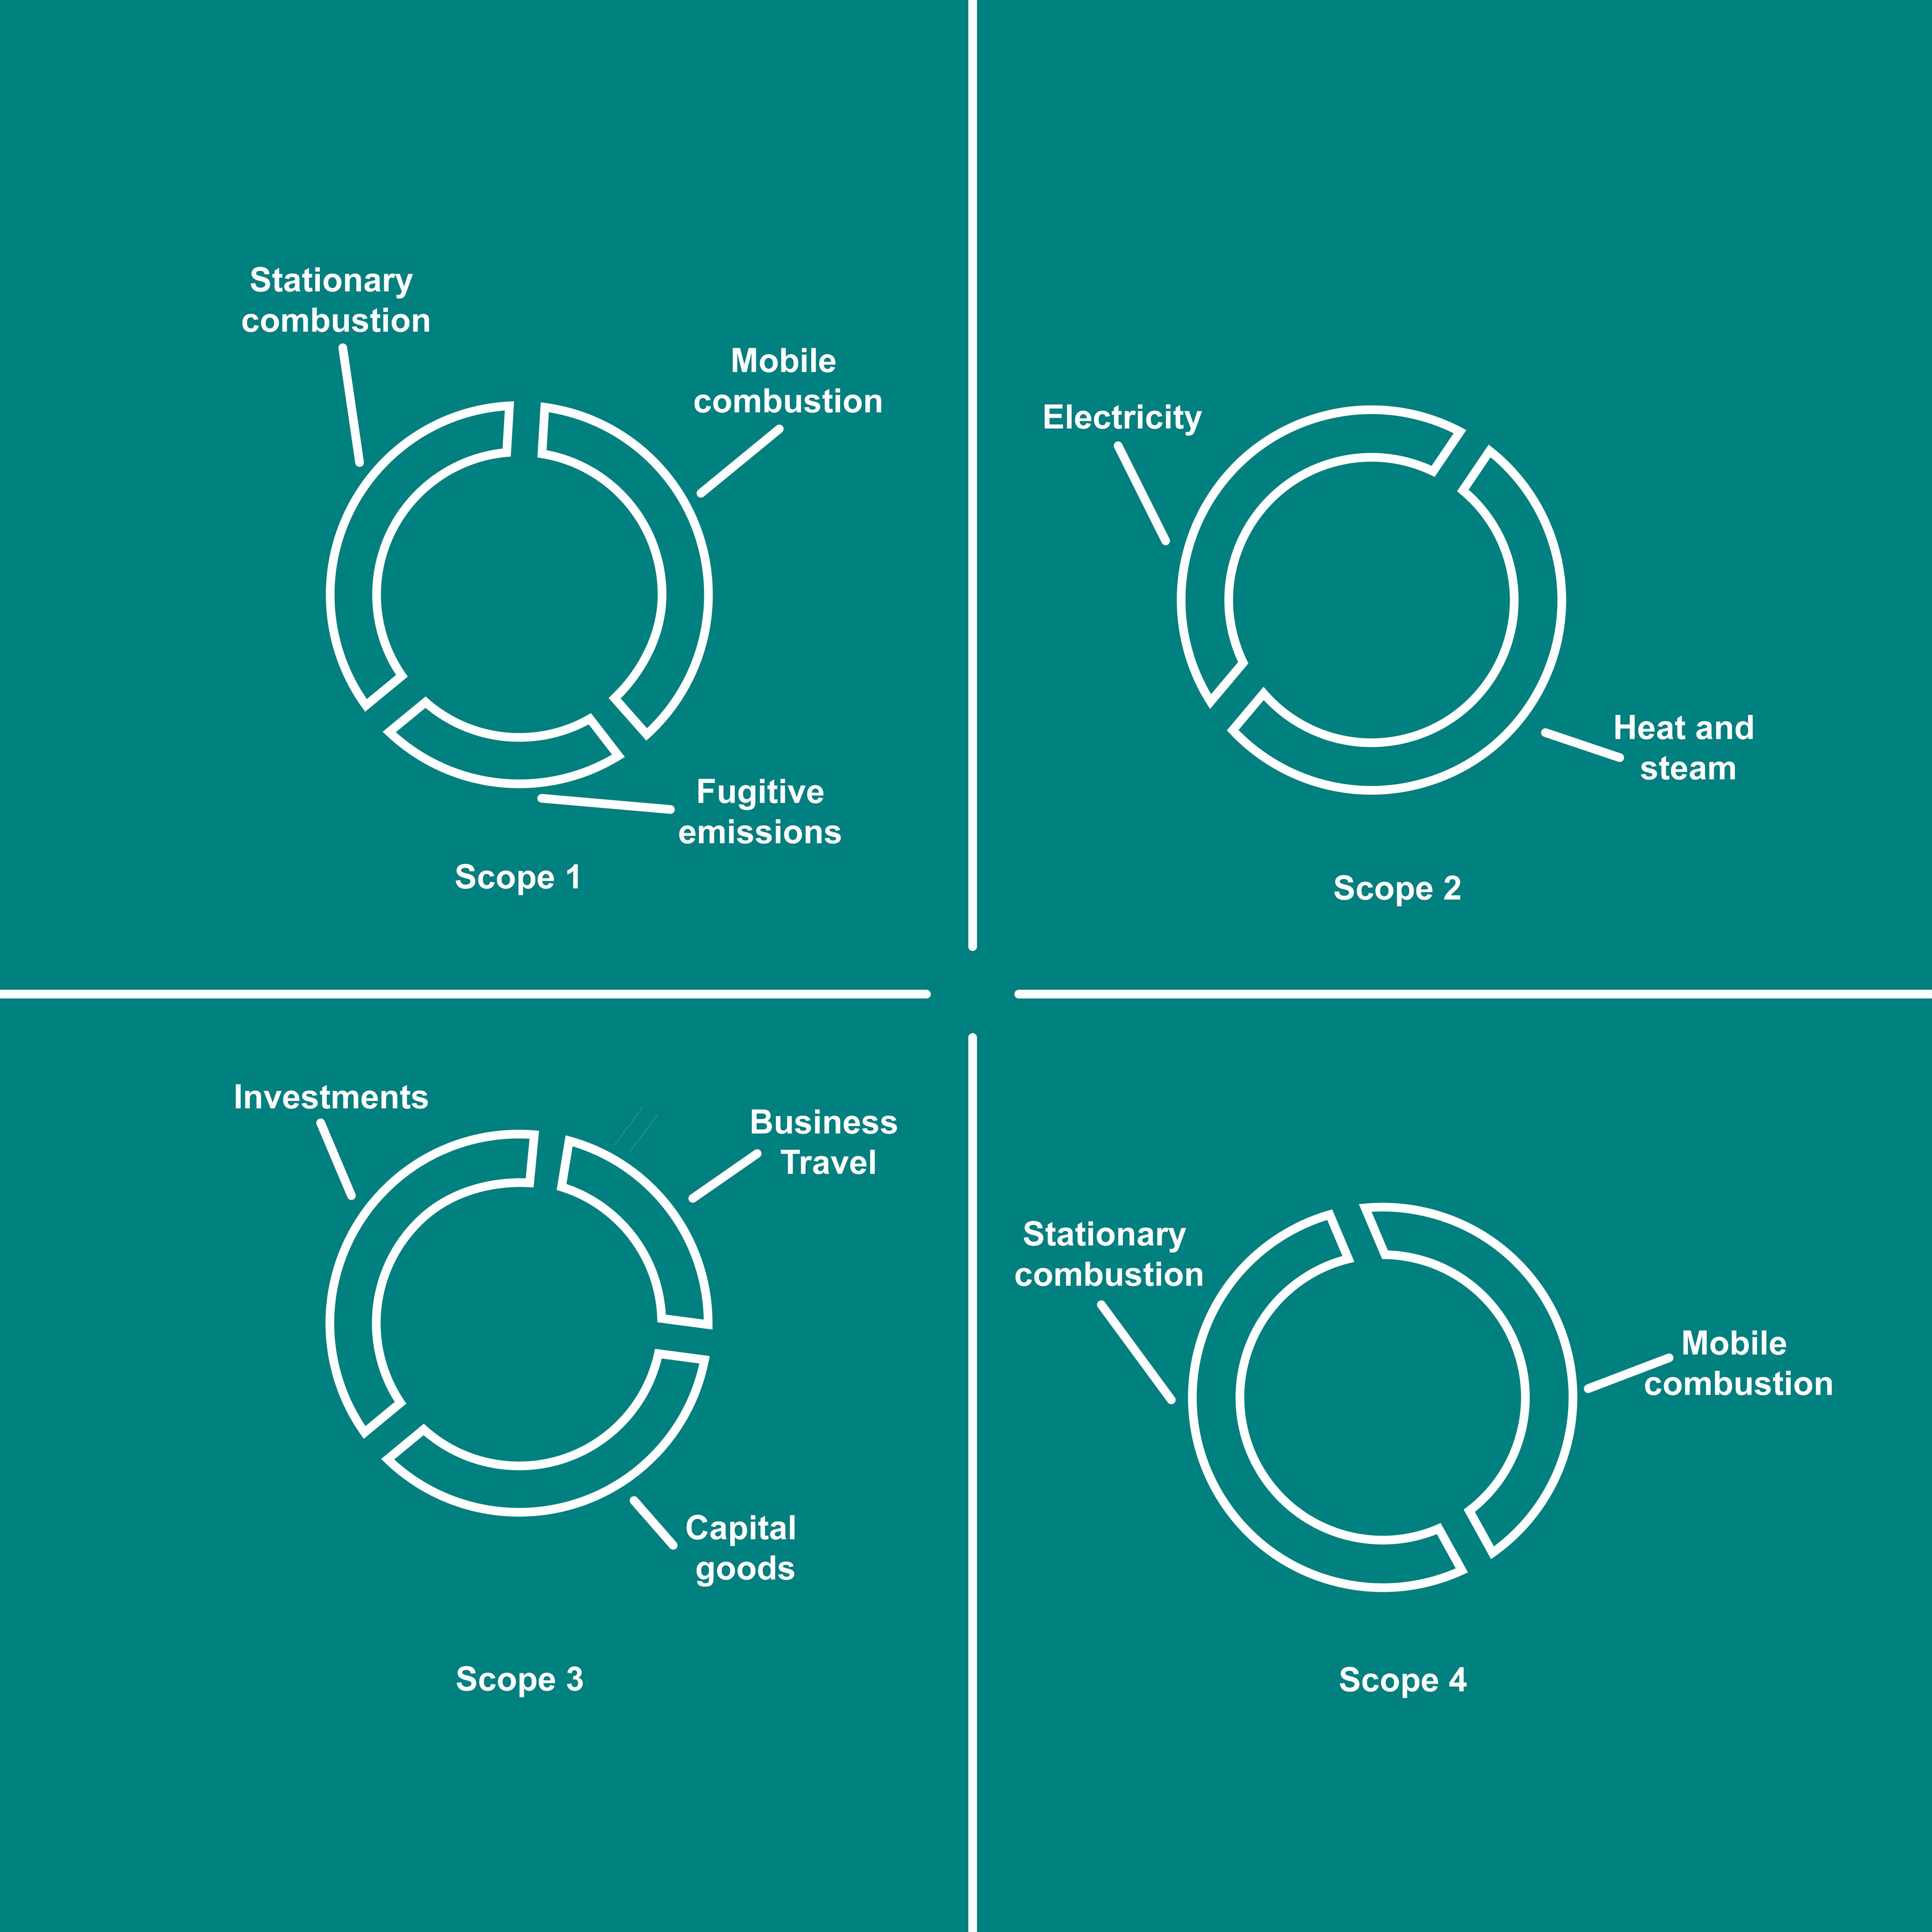 Stationary
combustion
Mobile
combustion
Fugitive
emissions
Scope 1
Electricity
Heat and
steam
Scope 2
Investments
Business
Travel
Capital
goods
Scope 3
Stationary
combustion
Mobile
combustion
Scope 4